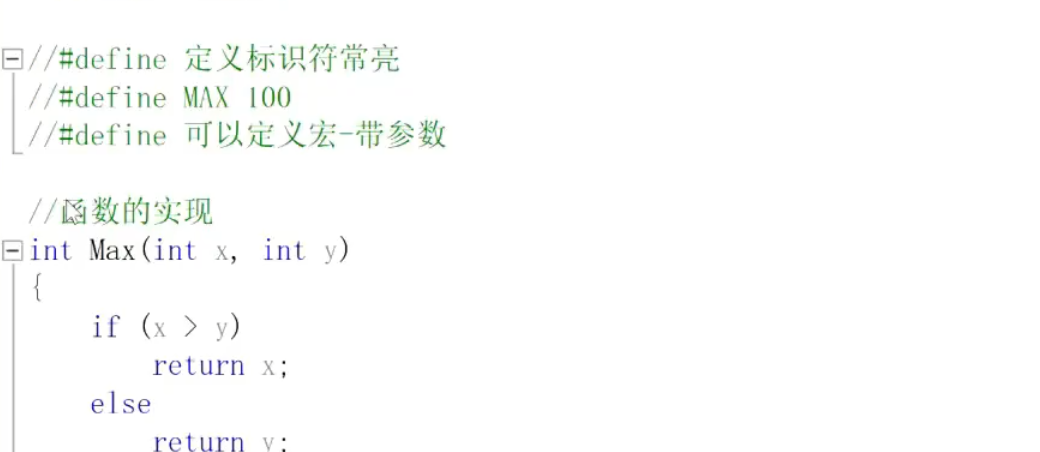 //#define 定义标识符常亮
//#define MAX 100
//#define 可以定义宏-带参数
//函数的实现
int Max(int x, int y)
{
if (x > y)
return x;
else
return y;